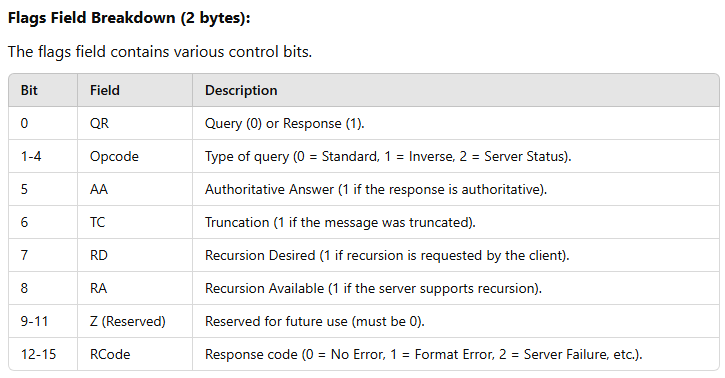 Flags Field Breakdown (2 bytes):
The flags field contains various control bits.
Bit Field Description
0 QR Query (0) or Response (1).
1-4 Opcode Type of query (0 = Standard, 1 = Inverse, 2 = Server Status).
5 AA Authoritative Answer (1 if the response is authoritative).
6 TC Truncation (1 if the message was truncated).
7 RD Recursion Desired (1 if recursion is requested by the client).
8 RA Recursion Available (1 if the server supports recursion).
9-11 Z (Reserved) Reserved for future use (must be 0).
12-15 RCode Response code (0 = No Error, 1 = Format Error, 2 = Server Failure, etc.).